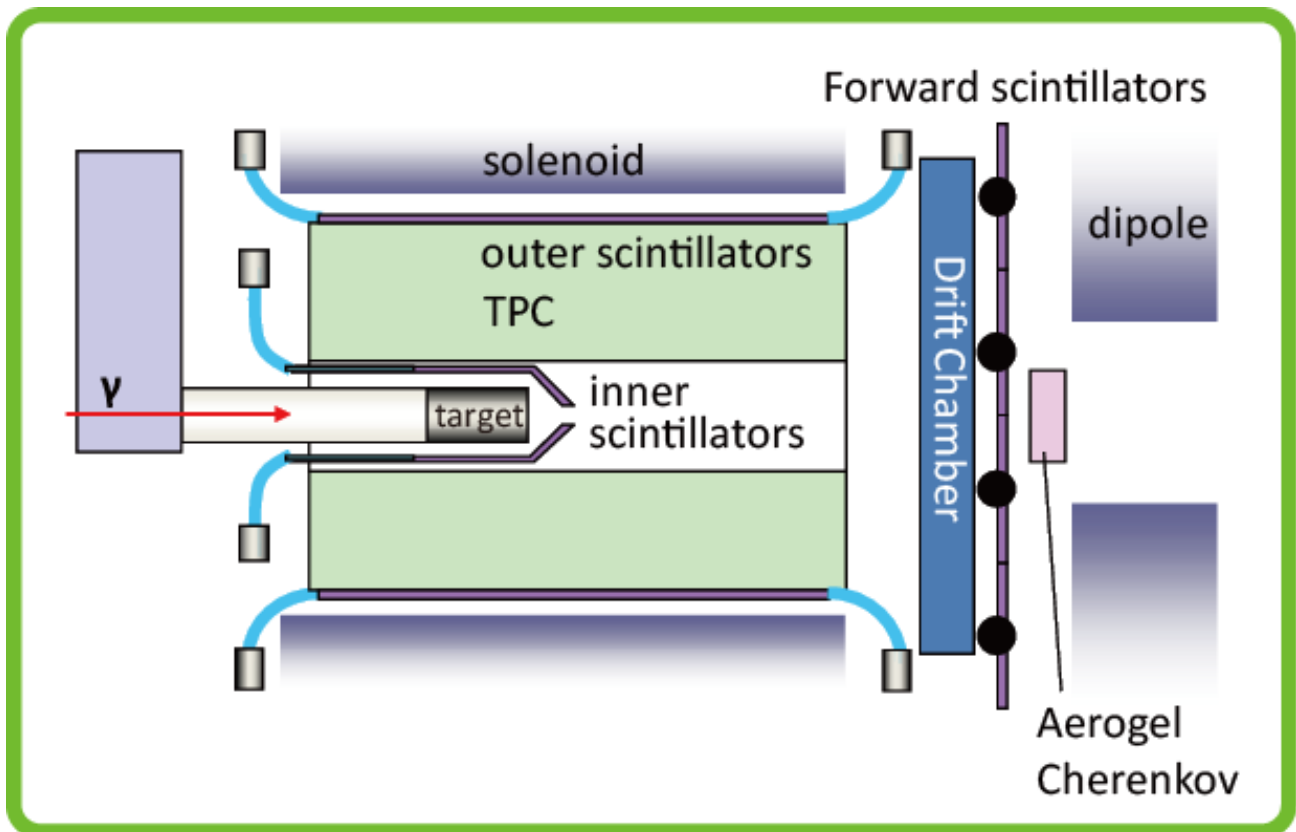 Forward scintillators
solenoid
dipole
outer scintillators
TPC
Drift Chamber
γ
target
inner
scintillators
Aerogel
Cherenkov